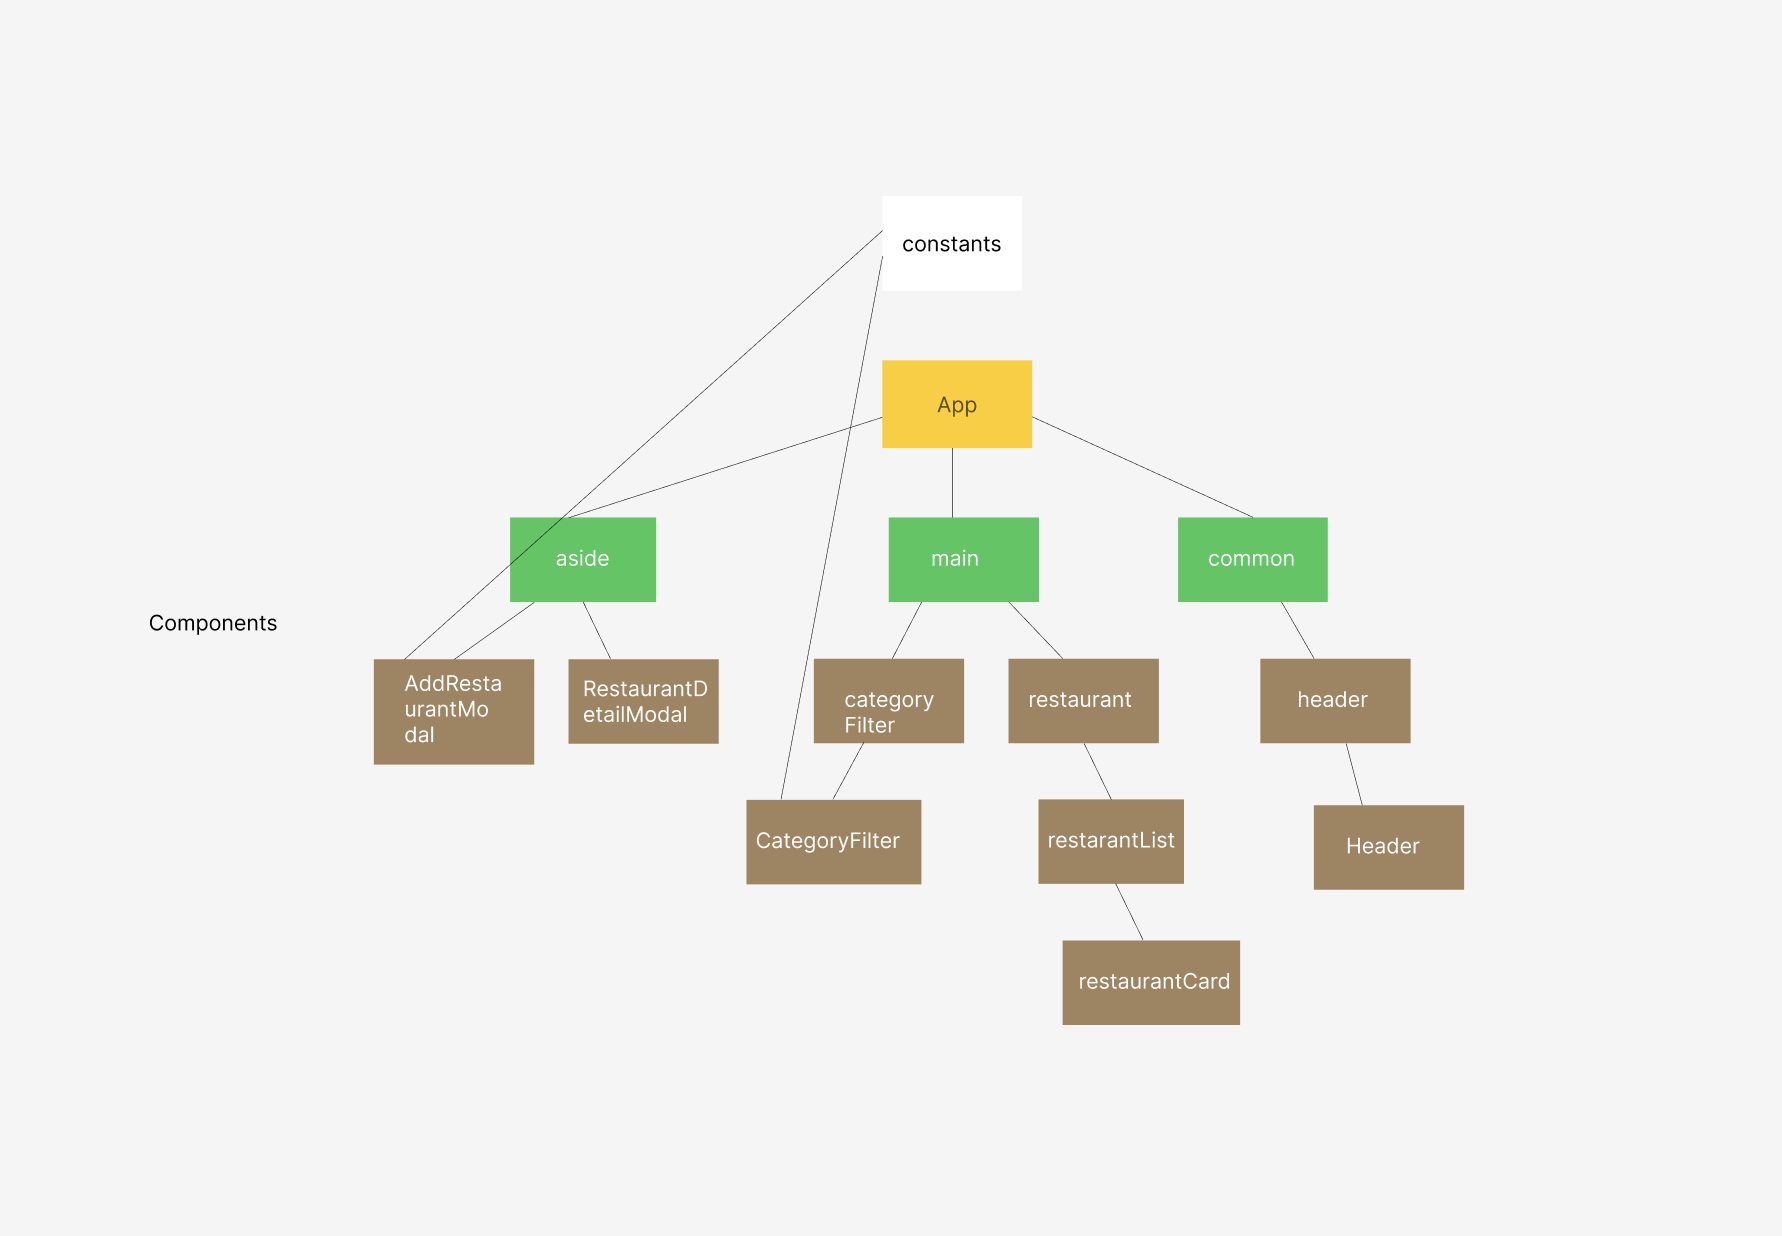 constants
App
aside
main
common
Components
AddResta
urantMo
dal
RestaurantD
etailModal
category
Filter
restaurant
header
CategoryFilter
restarantList
Header
restaurantCard